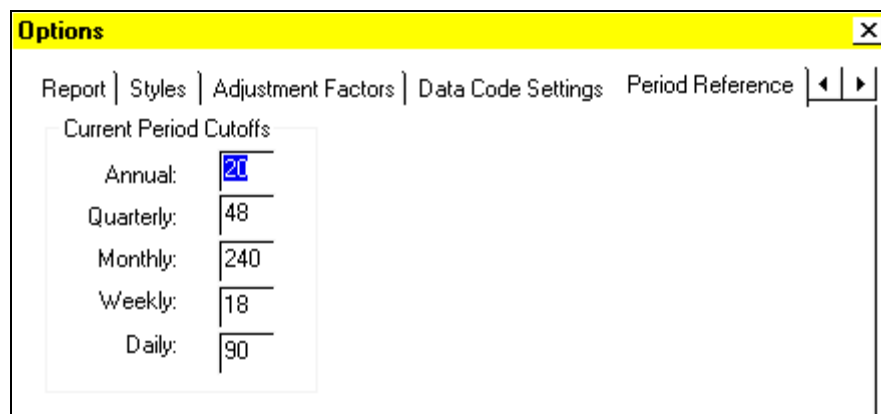 Options
Report Styles Adjustment Factors Data Code Settings Period Reference
Current Period Cutoffs
Annual: 20
Quarterly: 48
Monthly: 240
Weekly: 18
Daily: 90